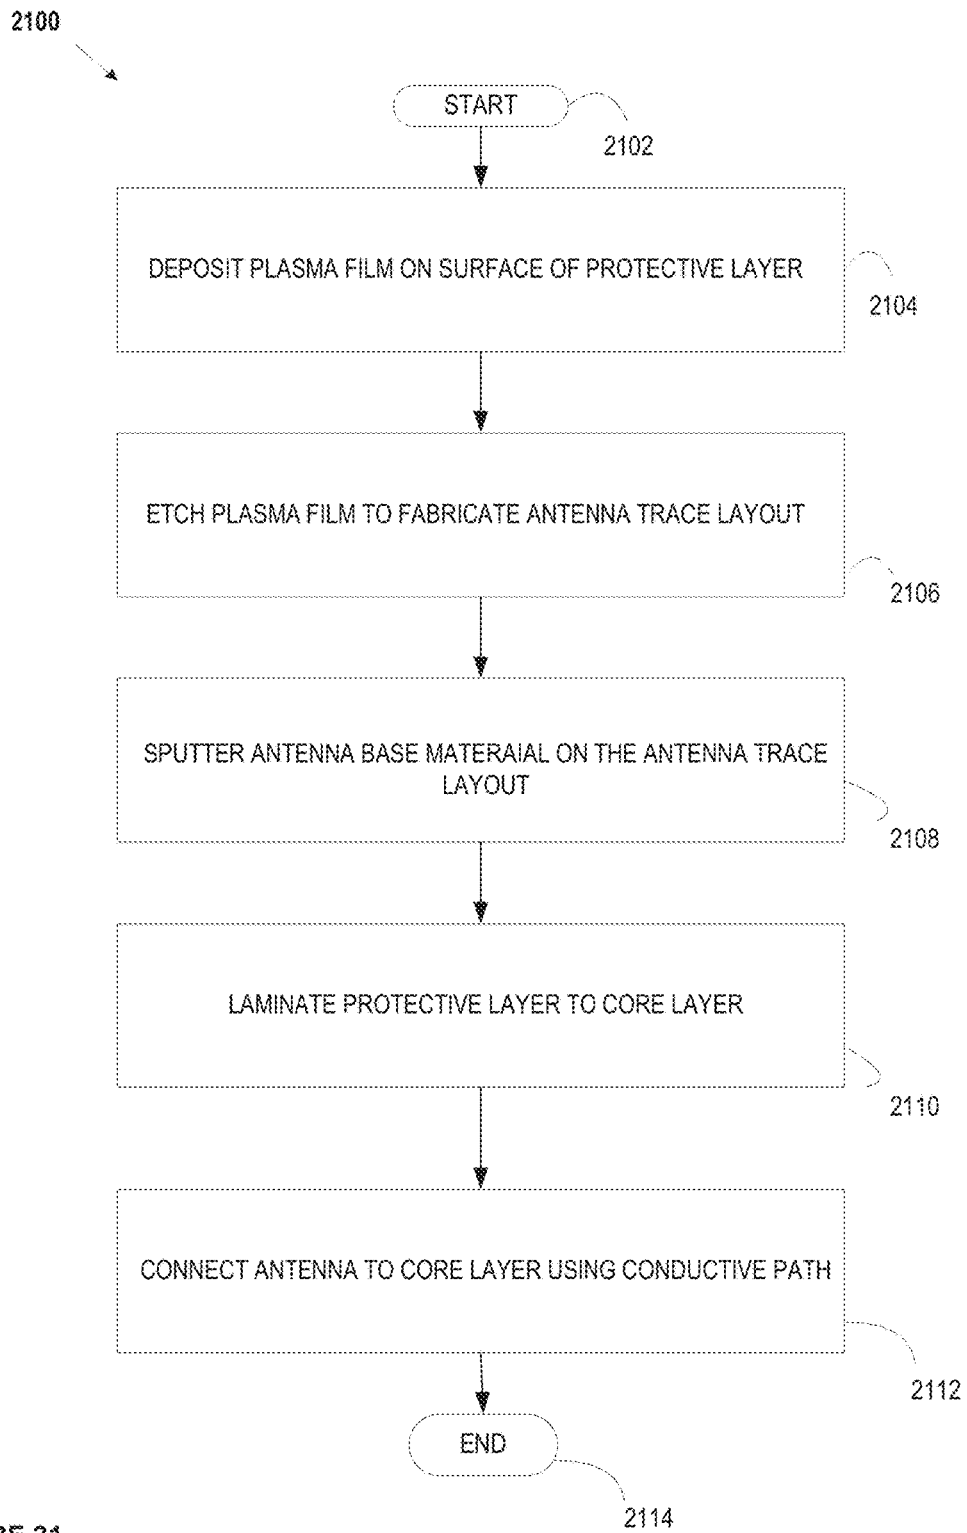 2100
START
2102
DEPOSIT PLASMA FILM ON SURFACE OF PROTECTIVE LAYER
2104
ETCH PLASMA FILM TO FABRICATE ANTENNA TRACE LAYOUT
2106
SPUTTER ANTENNA BASE MATERAIAL ON THE ANTENNA TRACE
LAYOUT
2108
LAMINATE PROTECTIVE LAYER TO CORE LAYER
2110
CONNECT ANTENNA TO CORE LAYER USING CONDUCTIVE PATH
2112
END
2114